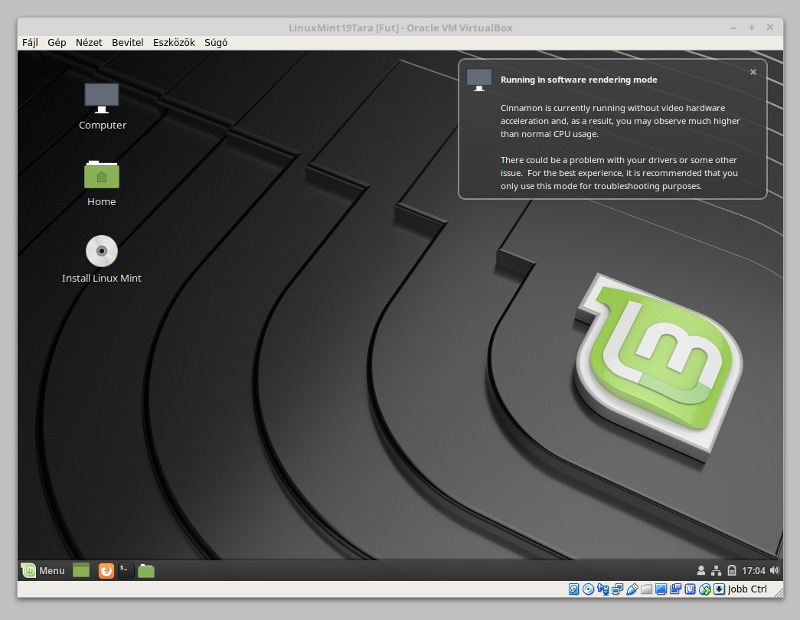 LinuxMint19Tara [Fut] - Oracle VM VirtualBox
Fájl Gép Nézet Bevitel Eszközök Súgó
Running in software rendering mode
Cinnamon is currently running without video hardware
acceleration and, as a result, you may observe much higher
than normal CPU usage.
There could be a problem with your drivers or some other
issue. For the best experience, it is recommended that you
only use this mode for troubleshooting purposes.
Computer
Home
Install Linux Mint
Menu
17:04
Jobb Ctrl